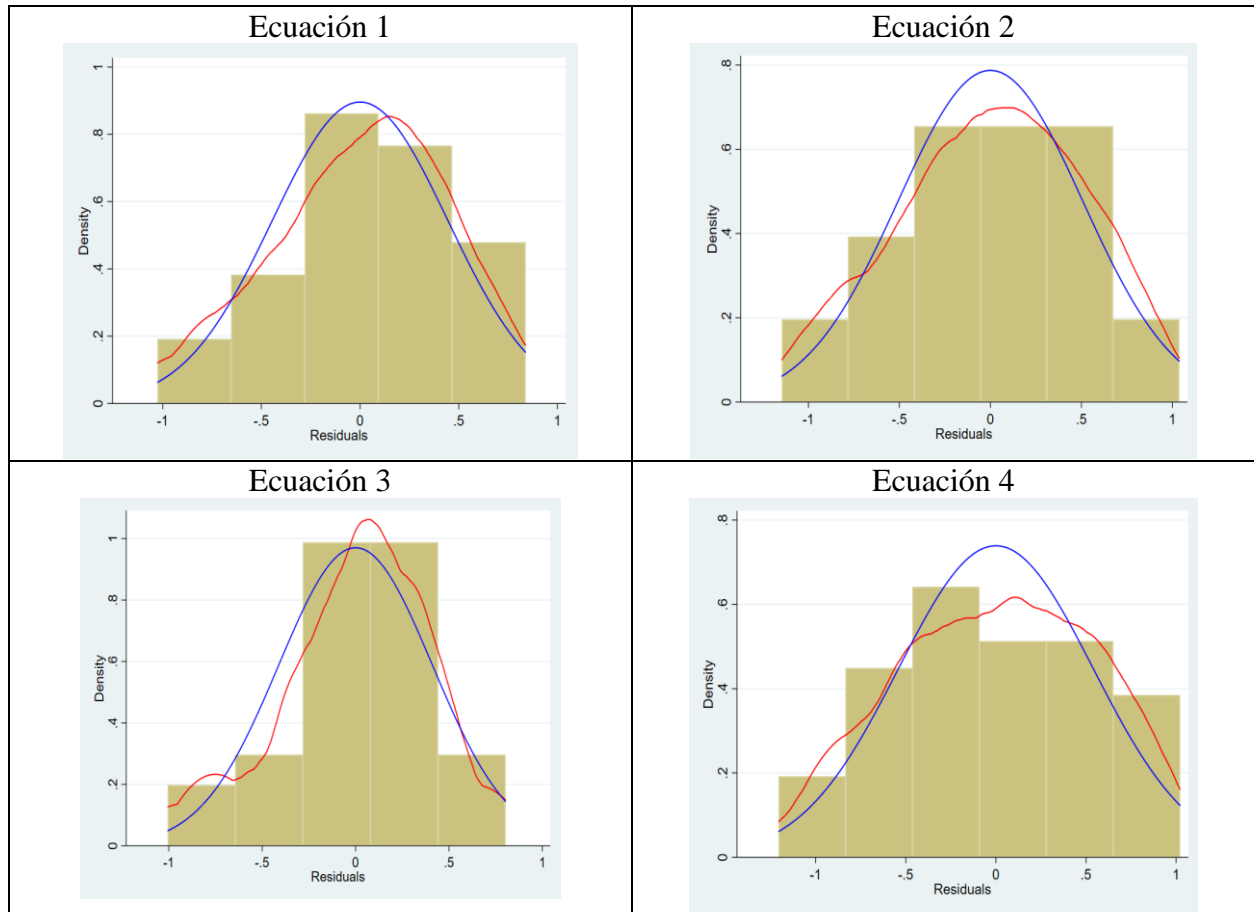 Ecuación 1
1
.8
.6
.4
.2
0
Density
-1 -.5 0 .5 1
Residuals
Ecuación 2
.8
.6
.4
.2
0
Density
-1 -.5 0 .5 1
Residuals
Ecuación 3
1
.8
.6
.4
.2
0
Density
-1 -.5 0 .5 1
Residuals
Ecuación 4
.8
.6
.4
.2
0
Density
-1 -.5 0 .5 1
Residuals